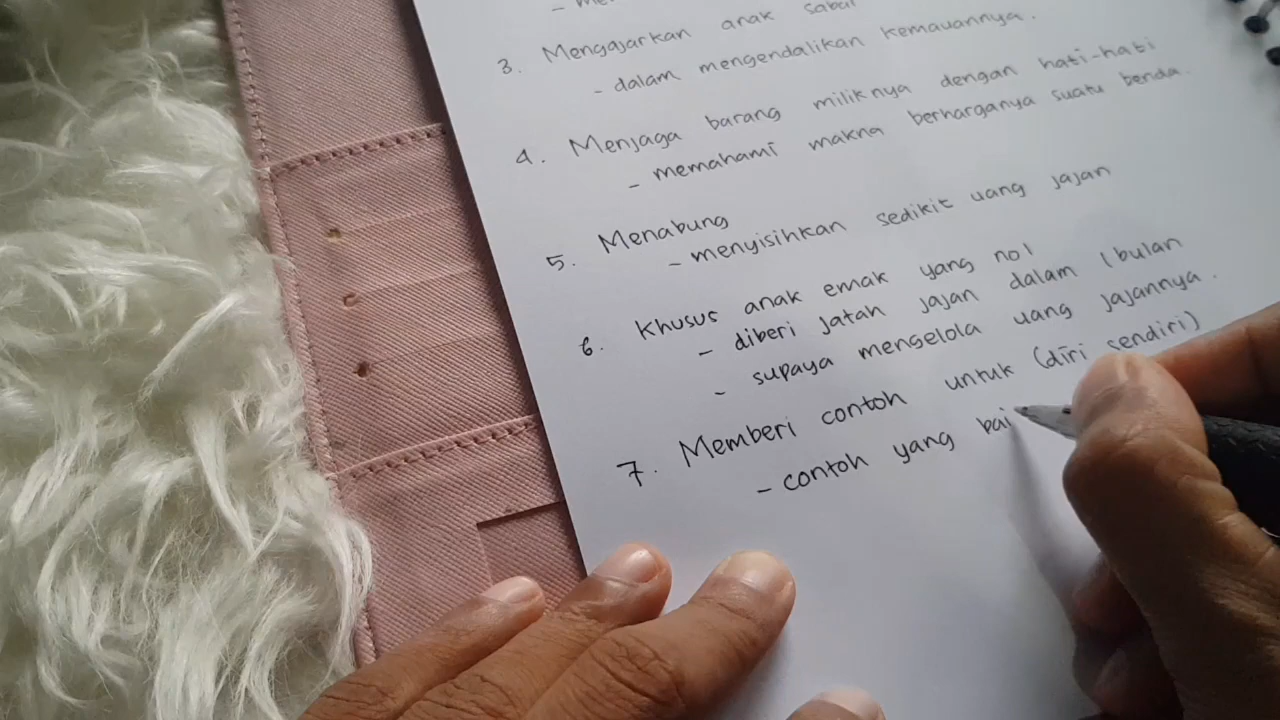 3. Mengajarkan anak sabar
- dalam mengendalikan kemauannya.
4. Menjaga barang miliknya dengan hati-hati
- memahami makna berharganya suatu benda.
5. Menabung
- menyisihkan sedikit uang jajan
6. Khusus anak emak yang no 1
- diberi jatah jajan dalam 1 bulan
- supaya mengelola uang jajannya.
7. Memberi contoh untuk (diri sendiri)
- contoh yang bai